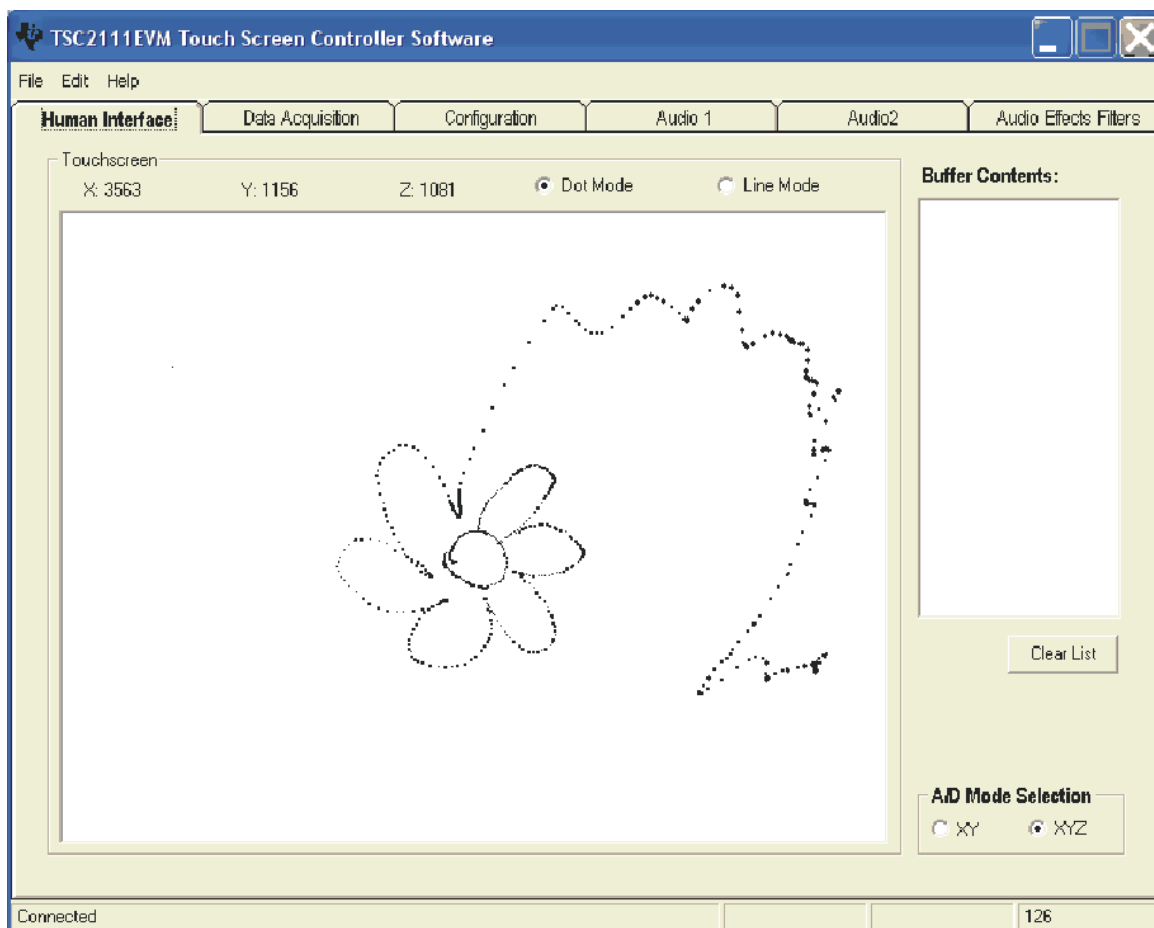 TSC2111EVM Touch Screen Controller Software
File Edit Help
Human Interface Data Acquisition Configuration Audio 1 Audio2 Audio Effects Filters
Touchscreen
X: 3563 Y: 1156 Z: 1081 Dot Mode Line Mode
Buffer Contents:
Clear List
A/D Mode Selection
XY XYZ
Connected 126